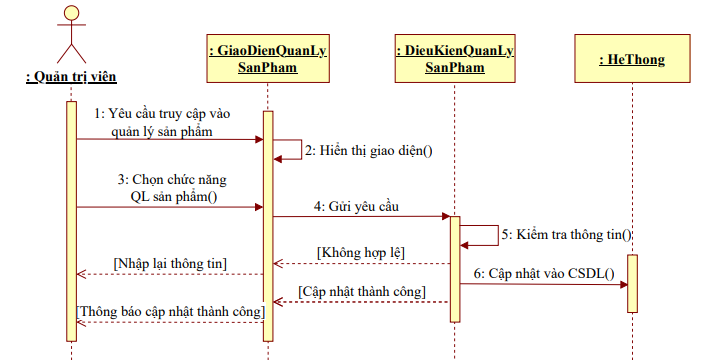 : Quản trị viên
: GiaoDienQuanLy
SanPham
: DieuKienQuanLy
SanPham
: HeThong
1: Yêu cầu truy cập vào
quản lý sản phẩm
2: Hiển thị giao diện()
3: Chọn chức năng
QL sản phẩm()
4: Gửi yêu cầu
5: Kiểm tra thông tin()
[Không hợp lệ]
[Nhập lại thông tin]
6: Cập nhật vào CSDL()
[Cập nhật thành công]
[Thông báo cập nhật thành công]